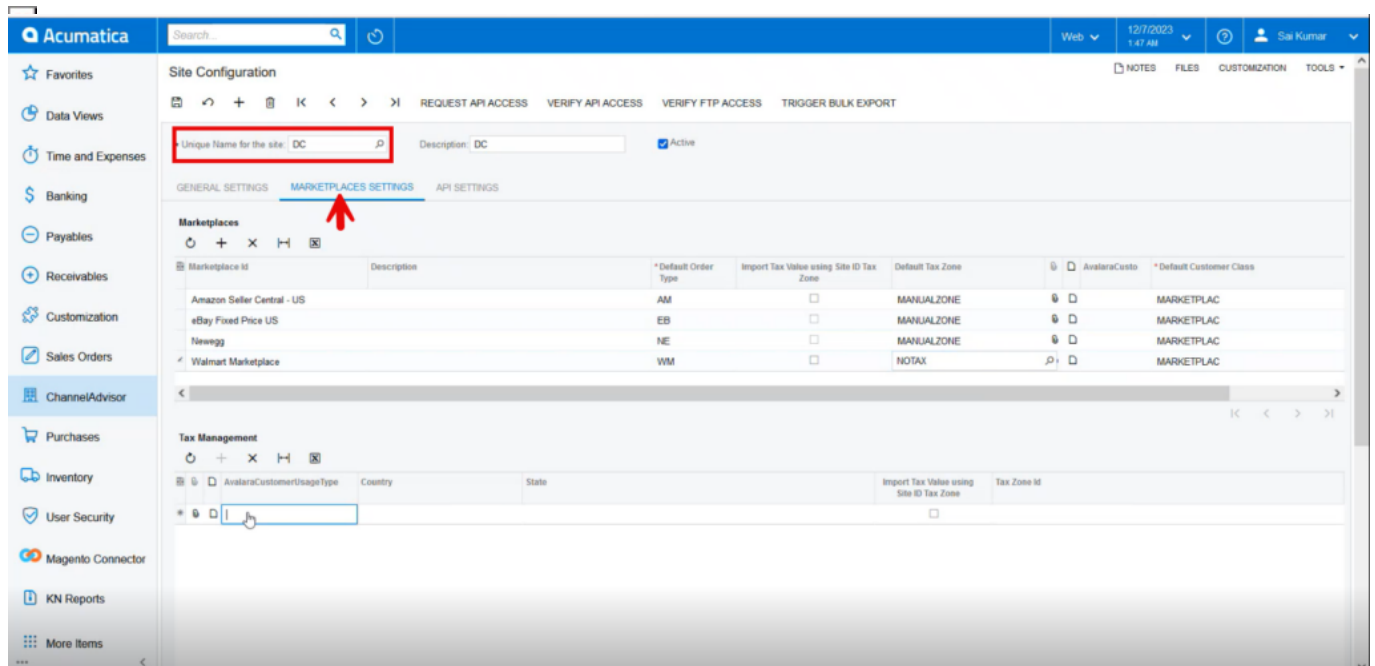 Acumatica
Search...
Web
12/7/2023
1:47 AM
Sai Kumar
Favorites
Data Views
Time and Expenses
Banking
Payables
Receivables
Customization
Sales Orders
ChannelAdvisor
Purchases
Inventory
User Security
Magento Connector
KN Reports
More Items
Site Configuration
NOTES FILES CUSTOMIZATION TOOLS
REQUEST API ACCESS VERIFY API ACCESS VERIFY FTP ACCESS TRIGGER BULK EXPORT
Unique Name for the site: DC Description: DC Active
GENERAL SETTINGS MARKETPLACES SETTINGS API SETTINGS
Marketplaces
Marketplace Id Description *Default Order Type Import Tax Value using Site ID Tax Zone Default Tax Zone AvalaraCusto *Default Customer Class
Amazon Seller Central - US AM MANUALZONE MARKETPLAC
eBay Fixed Price US EB MANUALZONE MARKETPLAC
Newegg NE MANUALZONE MARKETPLAC
Walmart Marketplace WM NOTAX MARKETPLAC
Tax Management
AvalaraCustomerUsageType Country State Import Tax Value using Site ID Tax Zone Tax Zone Id